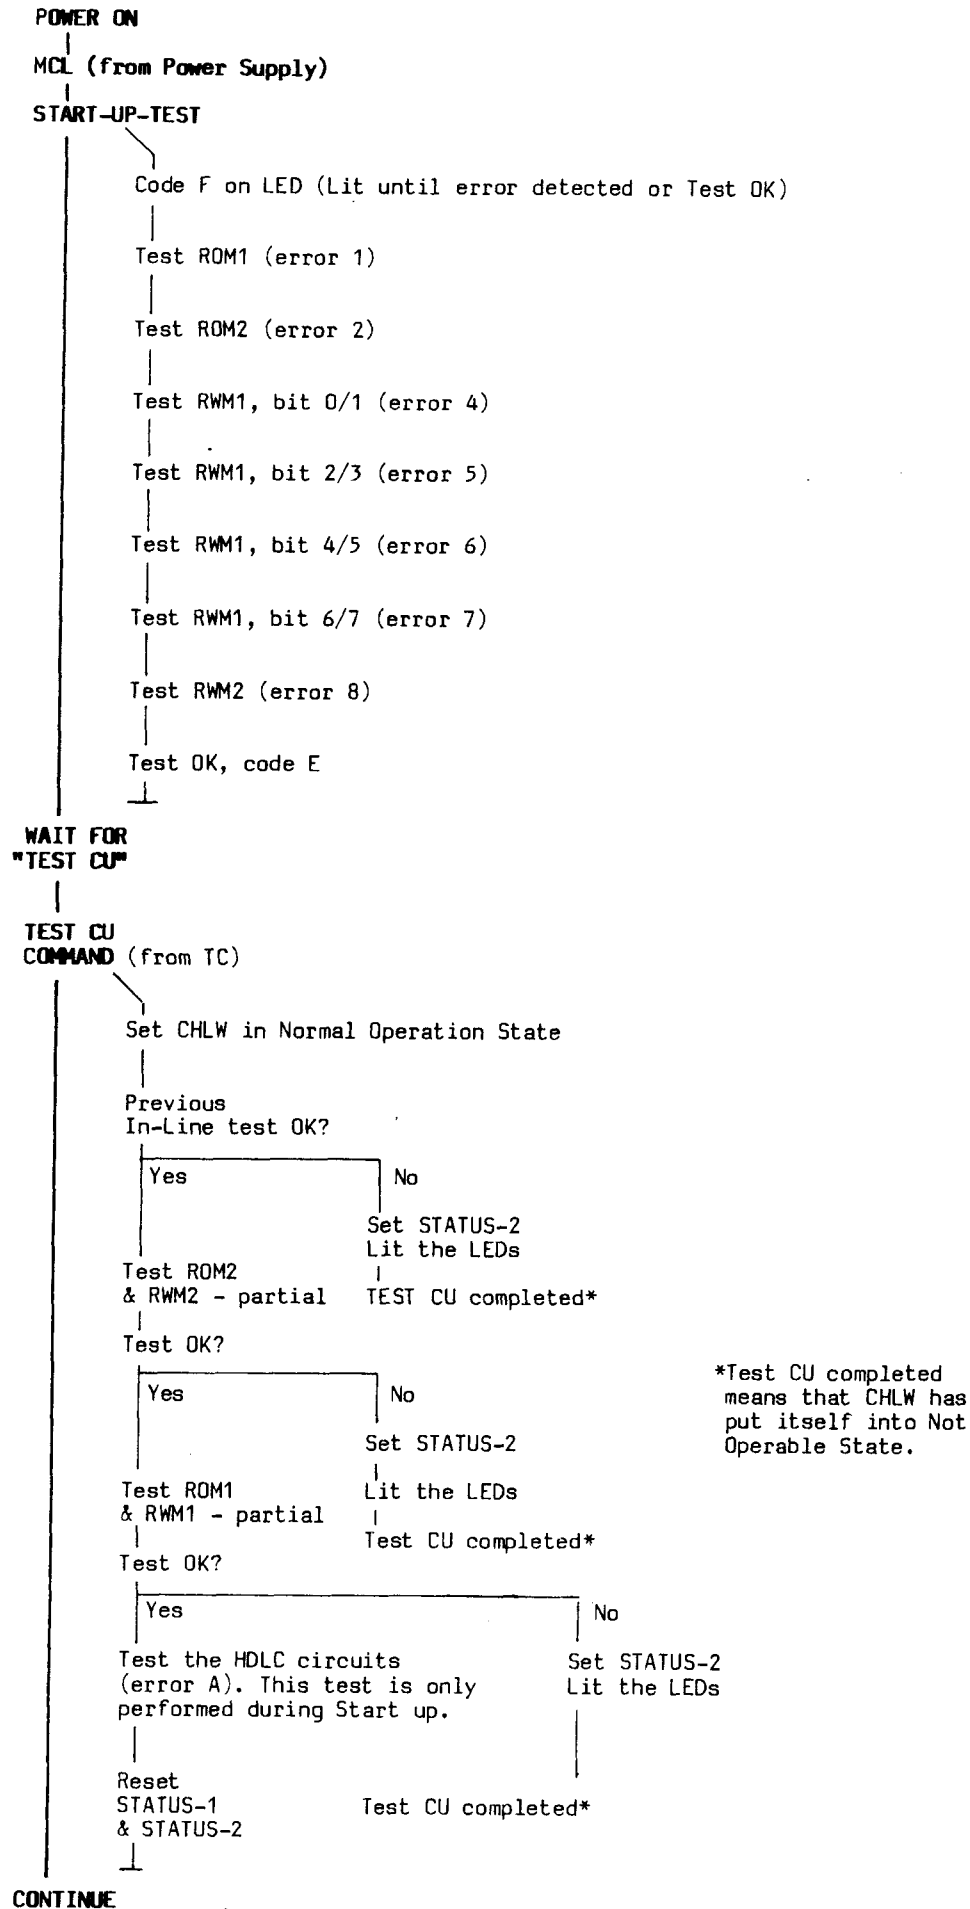 POWER ON
MCL (from Power Supply)
START-UP-TEST
Code F on LED (Lit until error detected or Test OK)
Test ROM1 (error 1)
Test ROM2 (error 2)
Test RWM1, bit 0/1 (error 4)
Test RWM1, bit 2/3 (error 5)
Test RWM1, bit 4/5 (error 6)
Test RWM1, bit 6/7 (error 7)
Test RWM2 (error 8)
Test OK, code E
WAIT FOR
"TEST CU"
TEST CU
COMMAND (from TC)
Set CHLW in Normal Operation State
Previous
In-Line test OK?
Yes
No
Set STATUS-2
Lit the LEDs
Test ROM2
& RWM2 - partial
TEST CU completed*
Test OK?
Yes
No
*Test CU completed
means that CHLW has
put itself into Not
Operable State.
Set STATUS-2
Test ROM1
& RWM1 - partial
Lit the LEDs
Test CU completed*
Test OK?
Yes
No
Test the HDLC circuits
(error A). This test is only
performed during Start up.
Set STATUS-2
Lit the LEDs
Reset
STATUS-1
& STATUS-2
Test CU completed*
CONTINUE